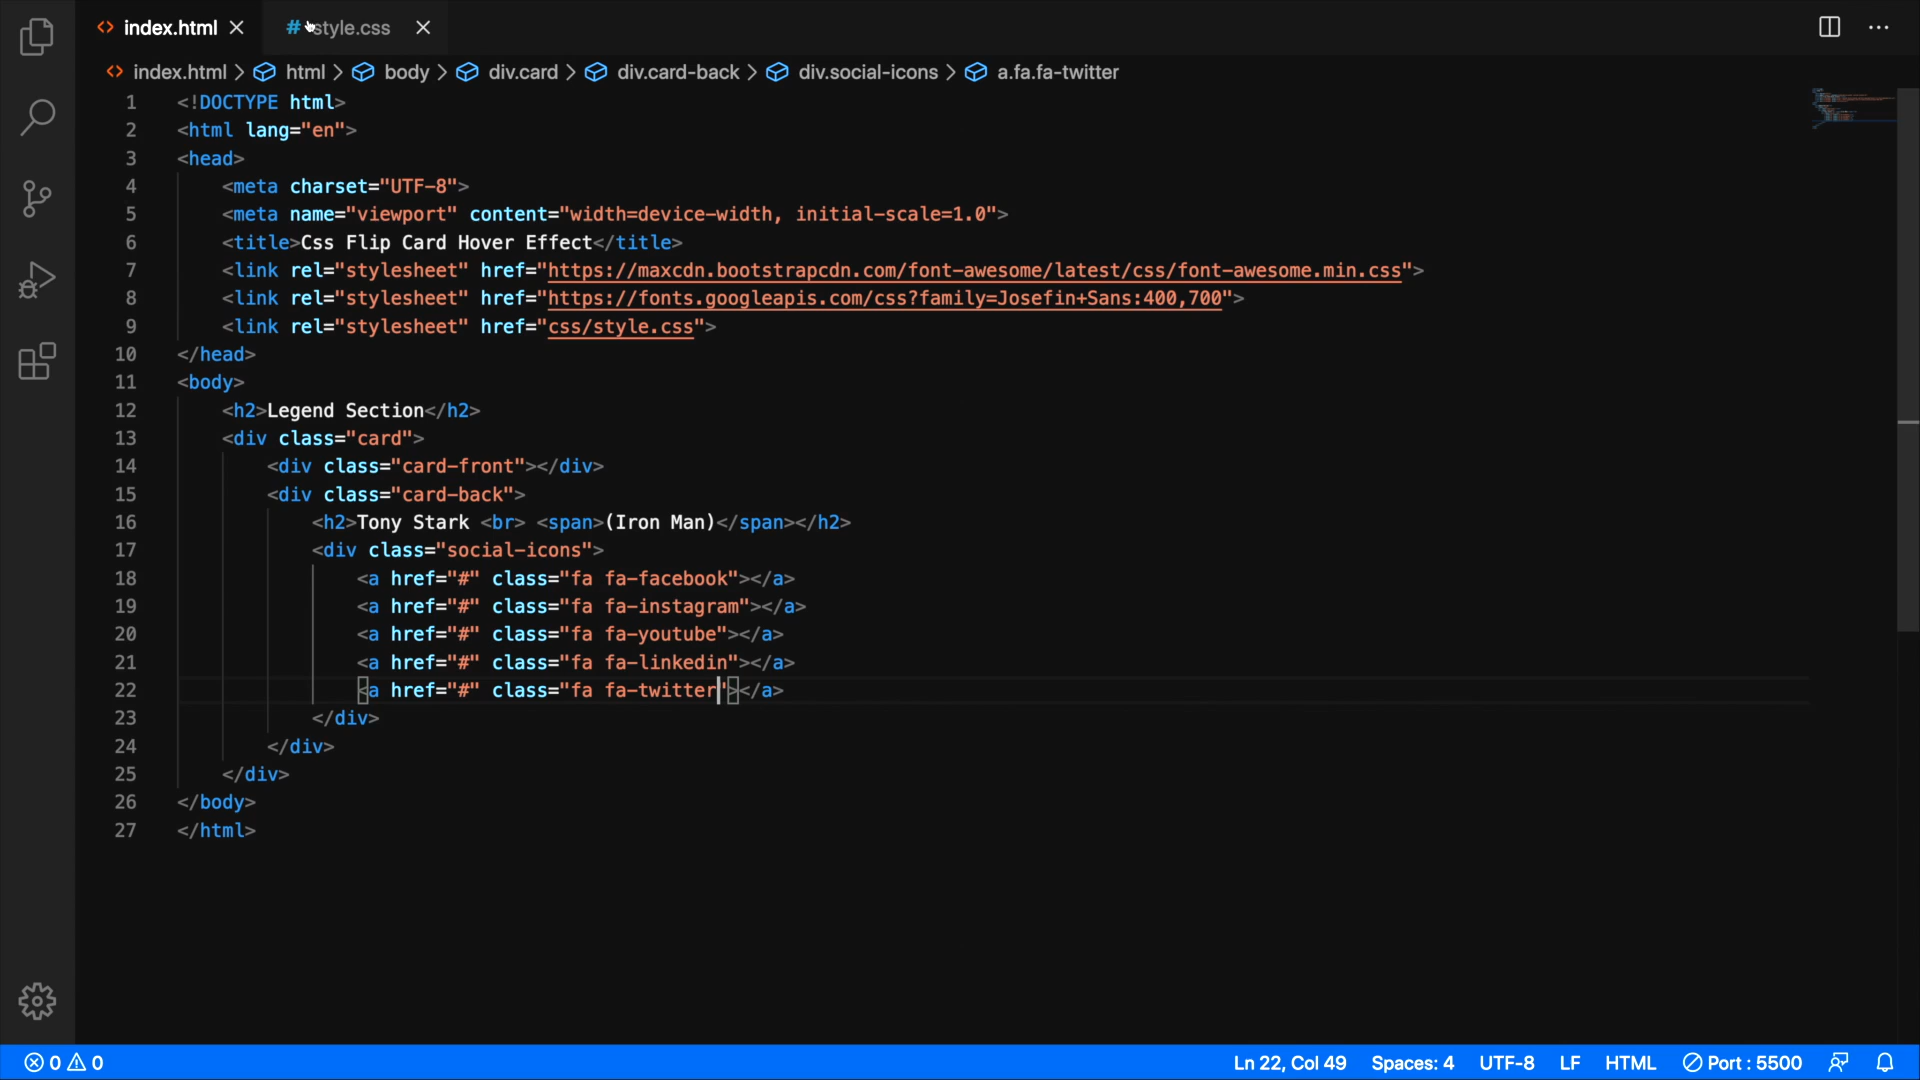 index.html style.css
index.html > html > body > div.card > div.card-back > div.social-icons > a.fa.fa-twitter
1 <!DOCTYPE html>
2 <html lang="en">
3 <head>
4 <meta charset="UTF-8">
5 <meta name="viewport" content="width=device-width, initial-scale=1.0">
6 <title>Css Flip Card Hover Effect</title>
7 <link rel="stylesheet" href="https://maxcdn.bootstrapcdn.com/font-awesome/latest/css/font-awesome.min.css">
8 <link rel="stylesheet" href="https://fonts.googleapis.com/css?family=Josefin+Sans:400,700">
9 <link rel="stylesheet" href="css/style.css">
10 </head>
11 <body>
12 <h2>Legend Section</h2>
13 <div class="card">
14 <div class="card-front"></div>
15 <div class="card-back">
16 <h2>Tony Stark <br> <span>(Iron Man)</span></h2>
17 <div class="social-icons">
18 <a href="#" class="fa fa-facebook"></a>
19 <a href="#" class="fa fa-instagram"></a>
20 <a href="#" class="fa fa-youtube"></a>
21 <a href="#" class="fa fa-linkedin"></a>
22 <a href="#" class="fa fa-twitter"></a>
23 </div>
24 </div>
25 </div>
26 </body>
27 </html>
0 0 Ln 22, Col 49 Spaces: 4 UTF-8 LF HTML Port : 5500